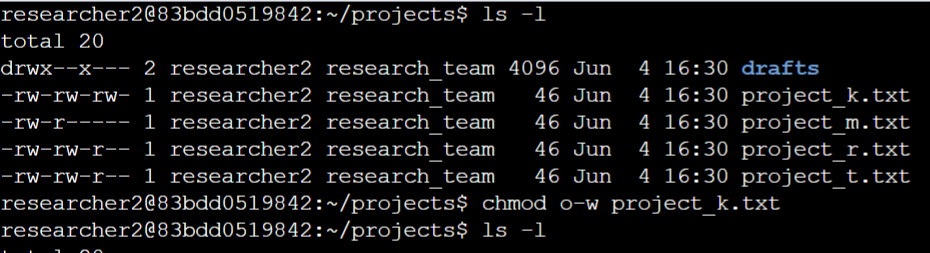 researcher2@83bdd0519842:~/projects$ ls -l
total 20
drwx--x--- 2 researcher2 research_team 4096 Jun  4 16:30 drafts
-rw-rw-rw- 1 researcher2 research_team   46 Jun  4 16:30 project_k.txt
-rw-r----- 1 researcher2 research_team   46 Jun  4 16:30 project_m.txt
-rw-rw-r-- 1 researcher2 research_team   46 Jun  4 16:30 project_r.txt
-rw-rw-r-- 1 researcher2 research_team   46 Jun  4 16:30 project_t.txt
researcher2@83bdd0519842:~/projects$ chmod o-w project_k.txt
researcher2@83bdd0519842:~/projects$ ls -l